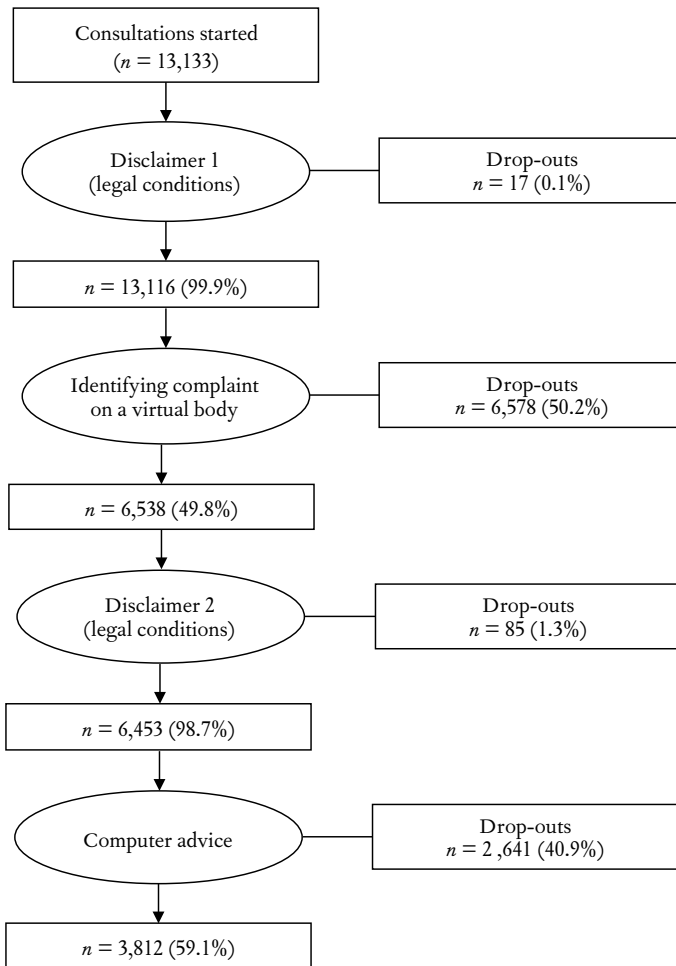 Consultations started
(n = 13,133)
Disclaimer 1
(legal conditions)
Drop-outs
n = 17 (0.1%)
n = 13,116 (99.9%)
Identifying complaint
on a virtual body
Drop-outs
n = 6,578 (50.2%)
n = 6,538 (49.8%)
Disclaimer 2
(legal conditions)
Drop-outs
n = 85 (1.3%)
n = 6,453 (98.7%)
Computer advice
Drop-outs
n = 2 ,641 (40.9%)
n = 3,812 (59.1%)